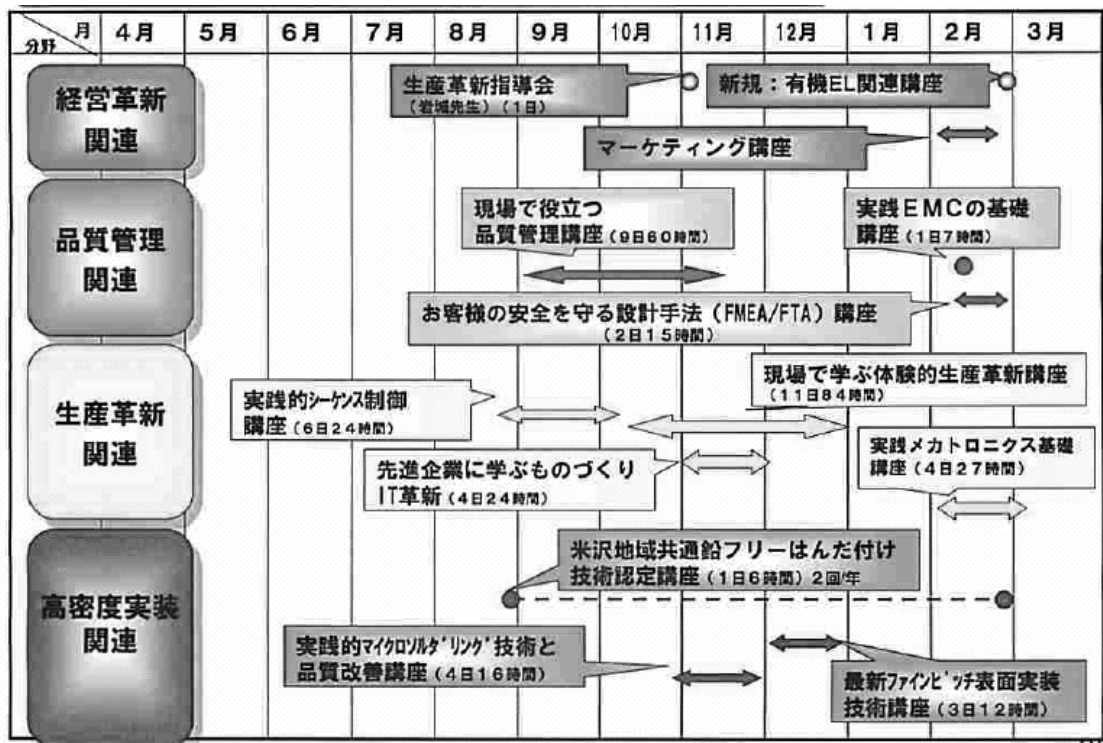 月
分野
4月 5月 6月 7月 8月 9月 10月 11月 12月 1月 2月 3月
経営革新
関連
生産革新指導会
(岩城先生)(1日)
新規：有機EL関連講座
マーケティング講座
品質管理
関連
現場で役立つ
品質管理講座(9日60時間)
実践EMCの基礎
講座(1日7時間)
お客様の安全を守る設計手法(FMEA/FTA)講座
(2日15時間)
生産革新
関連
現場で学ぶ体験的生産革新講座
(11日84時間)
実践的シーケンス制御
講座(6日24時間)
先進企業に学ぶものづくり
IT革新(4日24時間)
実践メカトロニクス基礎
講座(4日27時間)
高密度実装
関連
米沢地域共通鉛フリーはんだ付け
技術認定講座(1日6時間)2回/年
実践的マイクロソルダリング技術と
品質改善講座(4日16時間)
最新ファインピッチ表面実装
技術講座(3日12時間)